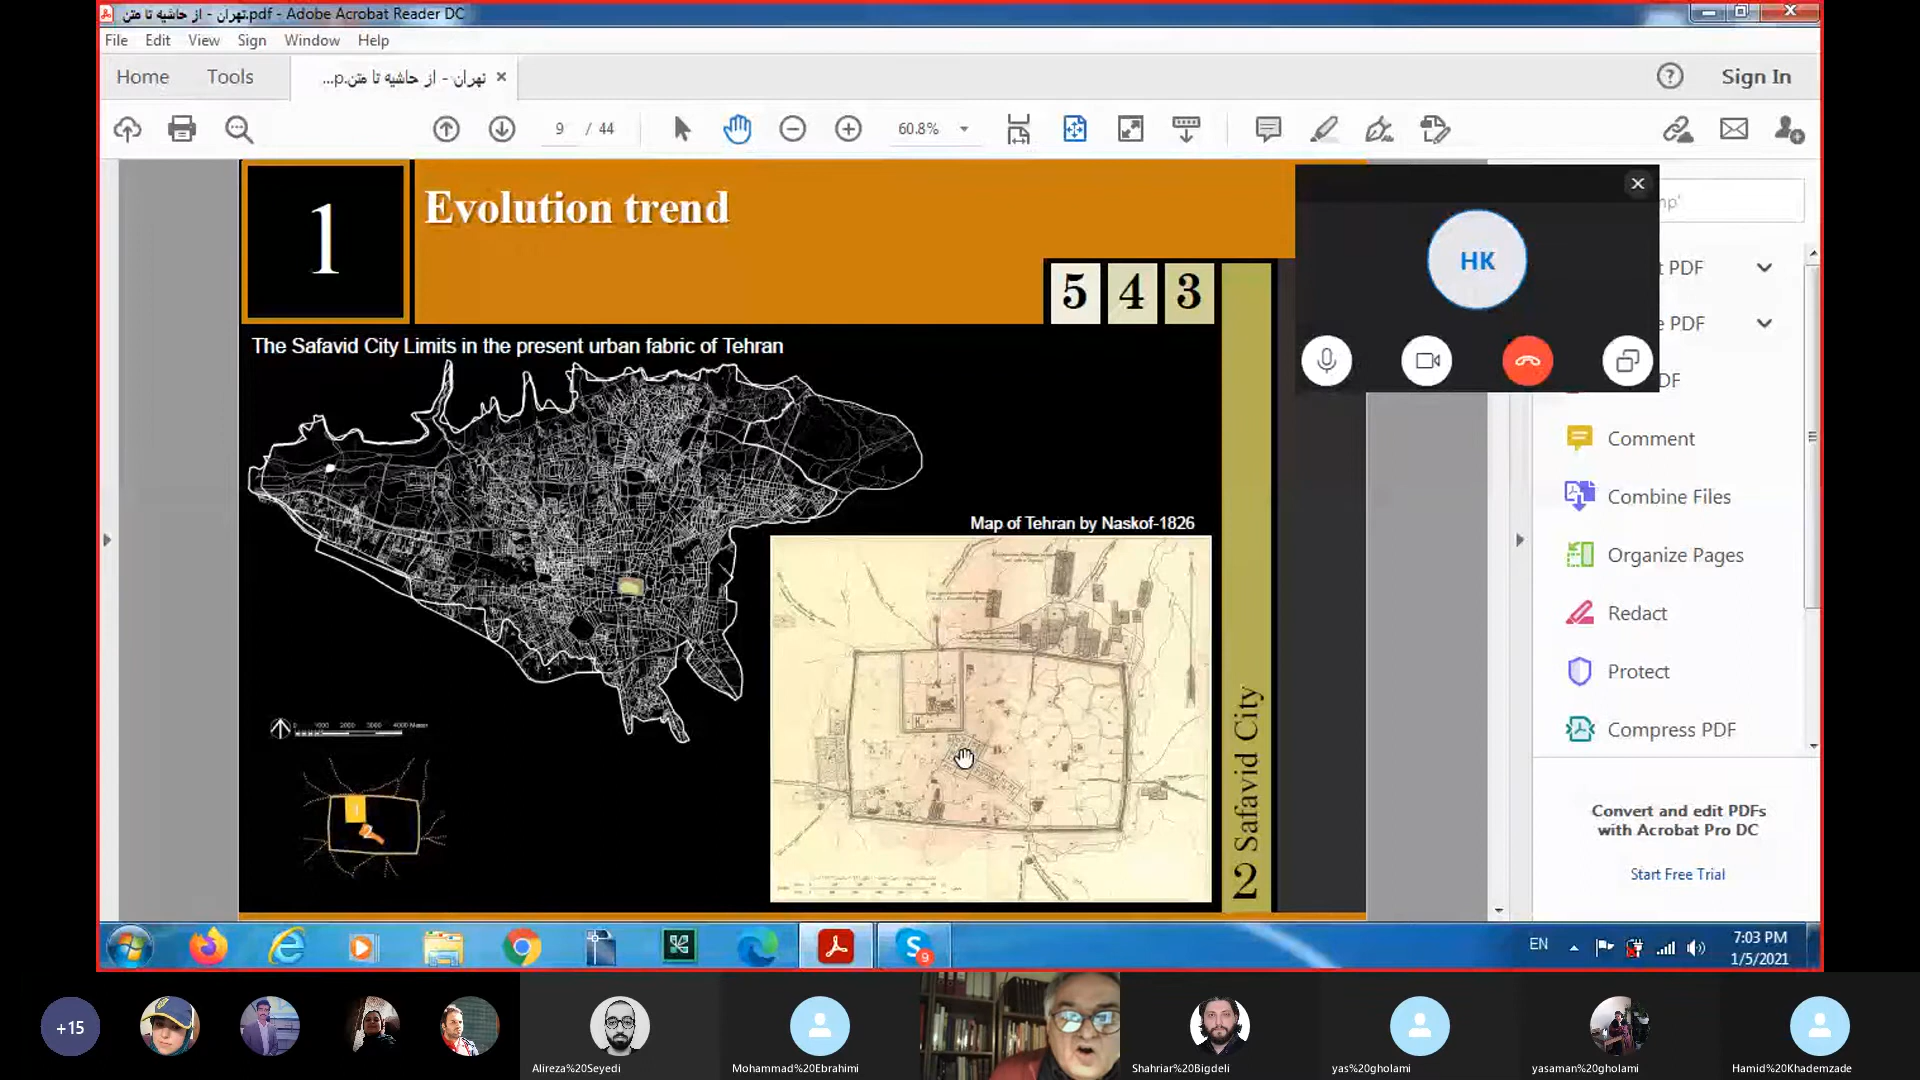 تهران - از حاشیه تا متن.pdf - Adobe Acrobat Reader DC
File Edit View Sign Window Help
Home Tools تهران - از حاشیه تا متن.p...
Sign In
9 / 44
60.8%
1
Evolution trend
5 4 3
HK
The Safavid City Limits in the present urban fabric of Tehran
Map of Tehran by Naskof-1826
1
2
2 Safavid City
PDF
PDF
Comment
Combine Files
Organize Pages
Redact
Protect
Compress PDF
Convert and edit PDFs
with Acrobat Pro DC
Start Free Trial
9
EN
7:03 PM
1/5/2021
+15
Alireza%20Seyedi
Mohammad%20Ebrahimi
Shahriar%20Bigdeli
yas%20gholami
yasaman%20gholami
Hamid%20Khademzade